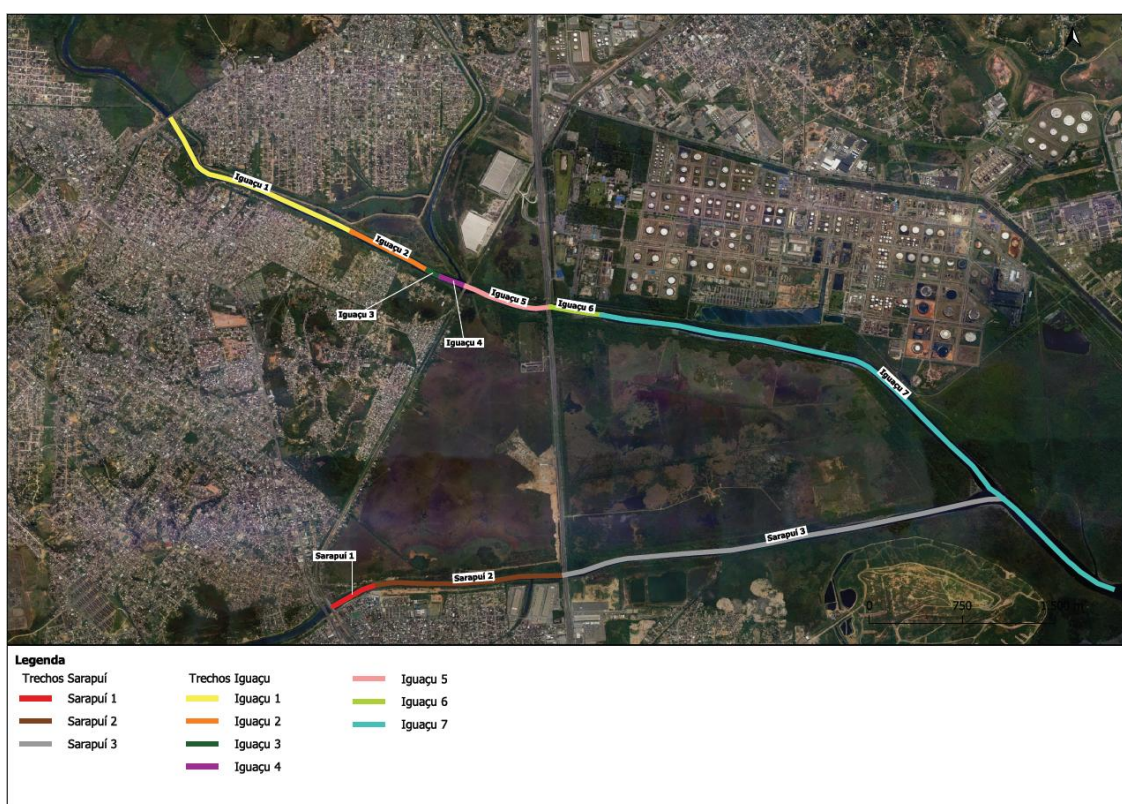 Iguaçu 1
Iguaçu 2
Iguaçu 3
Iguaçu 4
Iguaçu 5
Iguaçu 6
Iguaçu 7
Sarapuí 1
Sarapuí 2
Sarapuí 3
0 750 1.500 m
Legenda
Trechos Sarapuí
Sarapuí 1
Sarapuí 2
Sarapuí 3
Trechos Iguaçu
Iguaçu 1
Iguaçu 2
Iguaçu 3
Iguaçu 4
Iguaçu 5
Iguaçu 6
Iguaçu 7